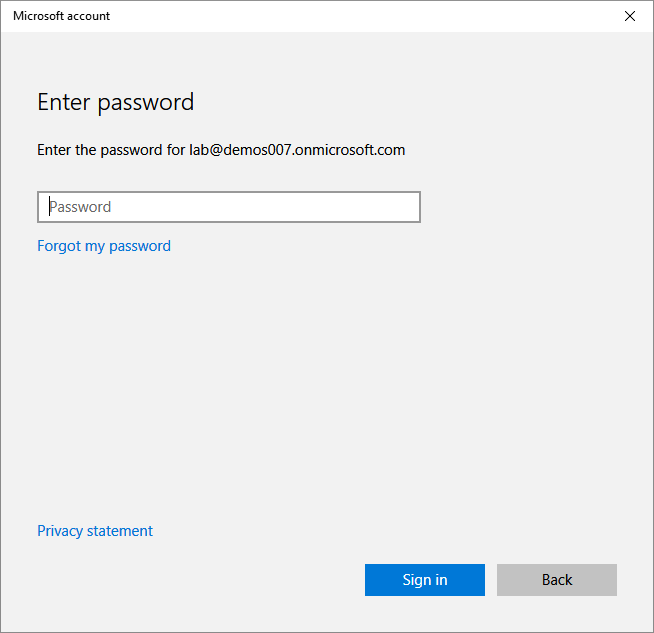 Microsoft account
Enter password
Enter the password for lab@demos007.onmicrosoft.com
Password
Forgot my password
Privacy statement
Sign in
Back